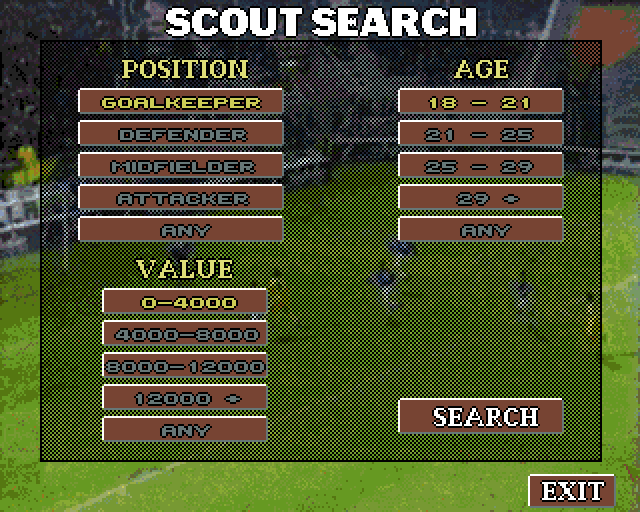 SCOUT SEARCH
POSITION
GOALKEEPER
DEFENDER
MIDFIELDER
ATTACKER
ANY
AGE
18 - 21
21 - 25
25 - 29
29 +
ANY
VALUE
0-4000
4000-8000
8000-12000
12000 +
ANY
SEARCH
EXIT